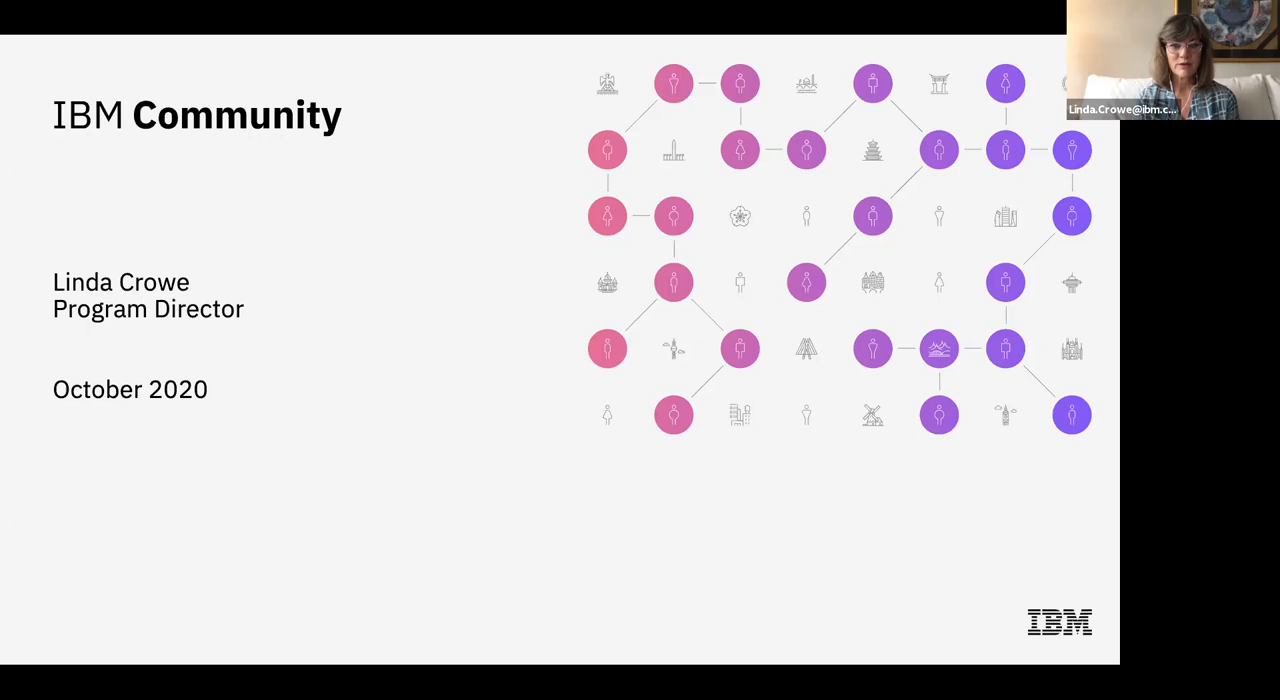 IBM Community
Linda.Crowe@ibm.c...
Linda Crowe
Program Director
October 2020
IBM